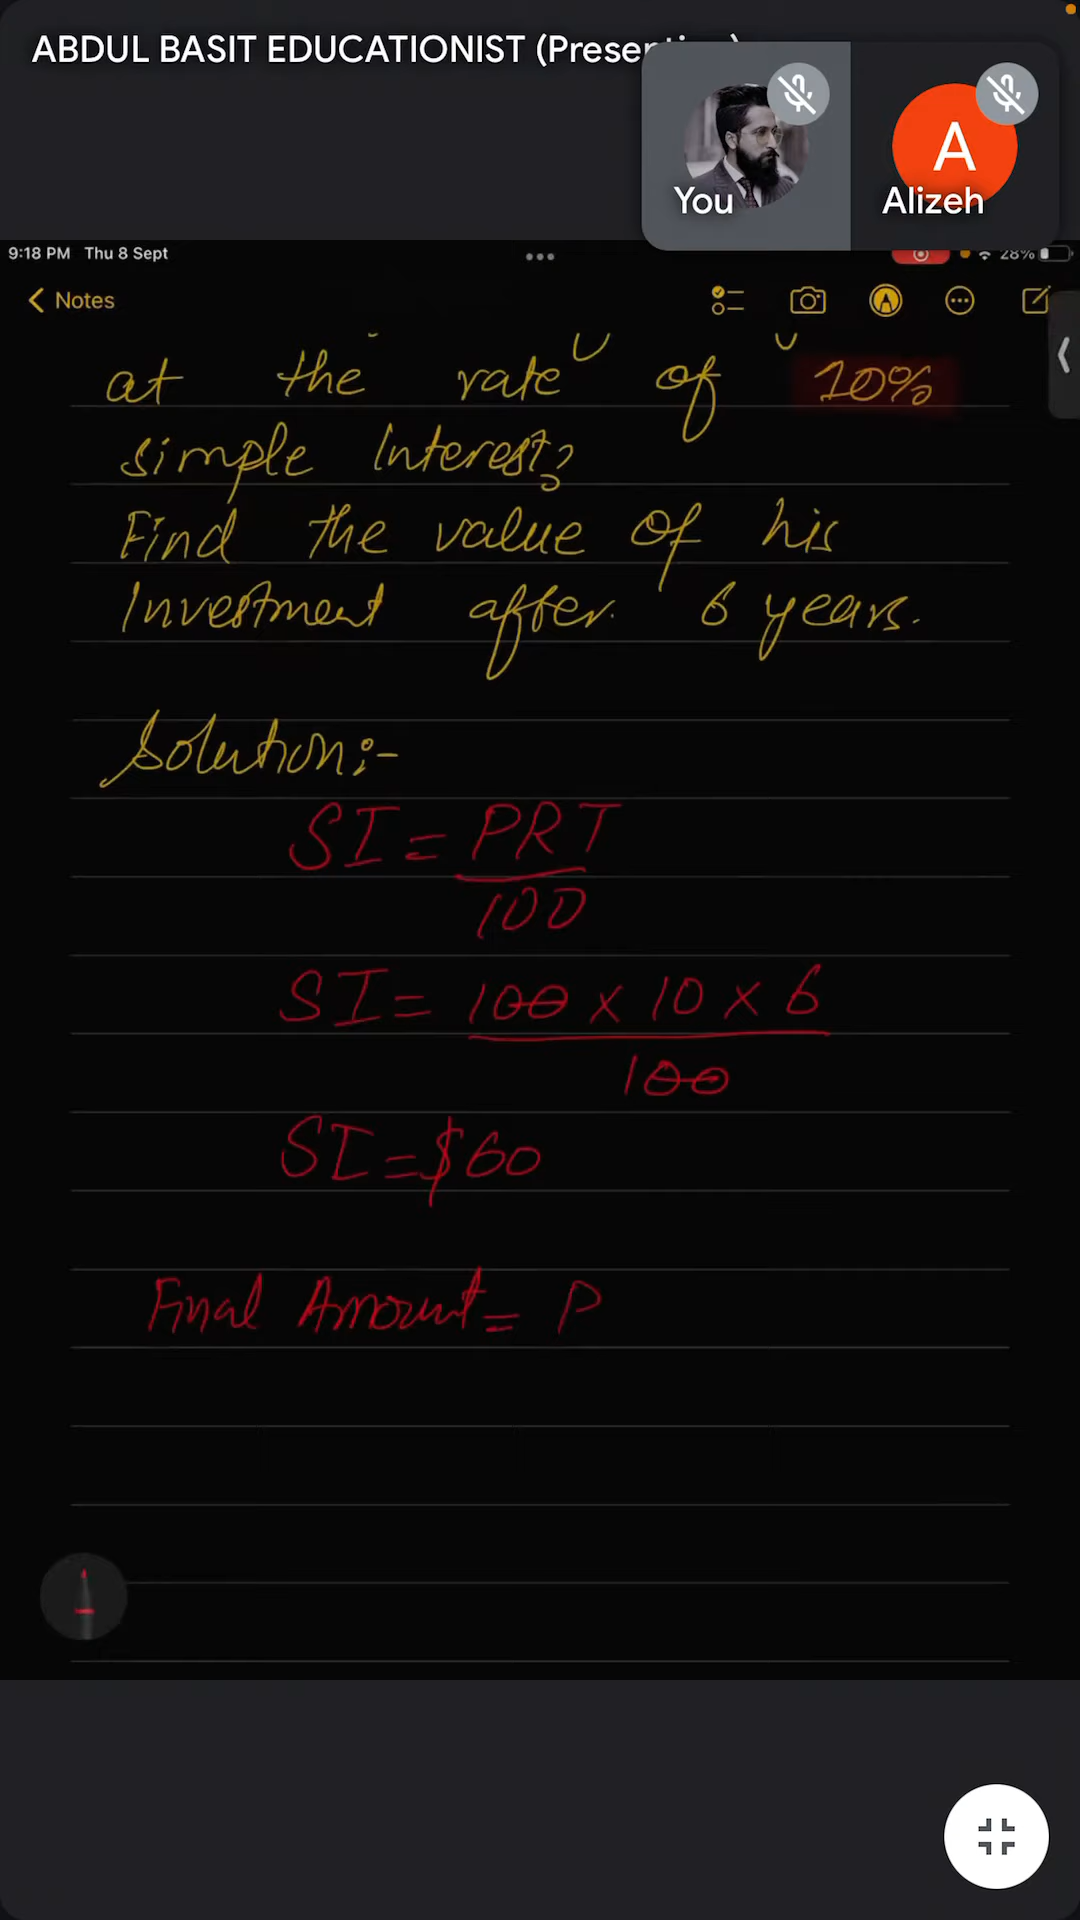 ABDUL BASIT EDUCATIONIST
You
A
Alizeh
9:18 PM Thu 8 Sept
28%
Notes
at the rate of 10%
simple Interest?
Find the value of his
Investment after 6 years.
Solution:-
SI = PRT
100
SI = 100 x 10 x 6
100
SI = $60
Final Amount = P